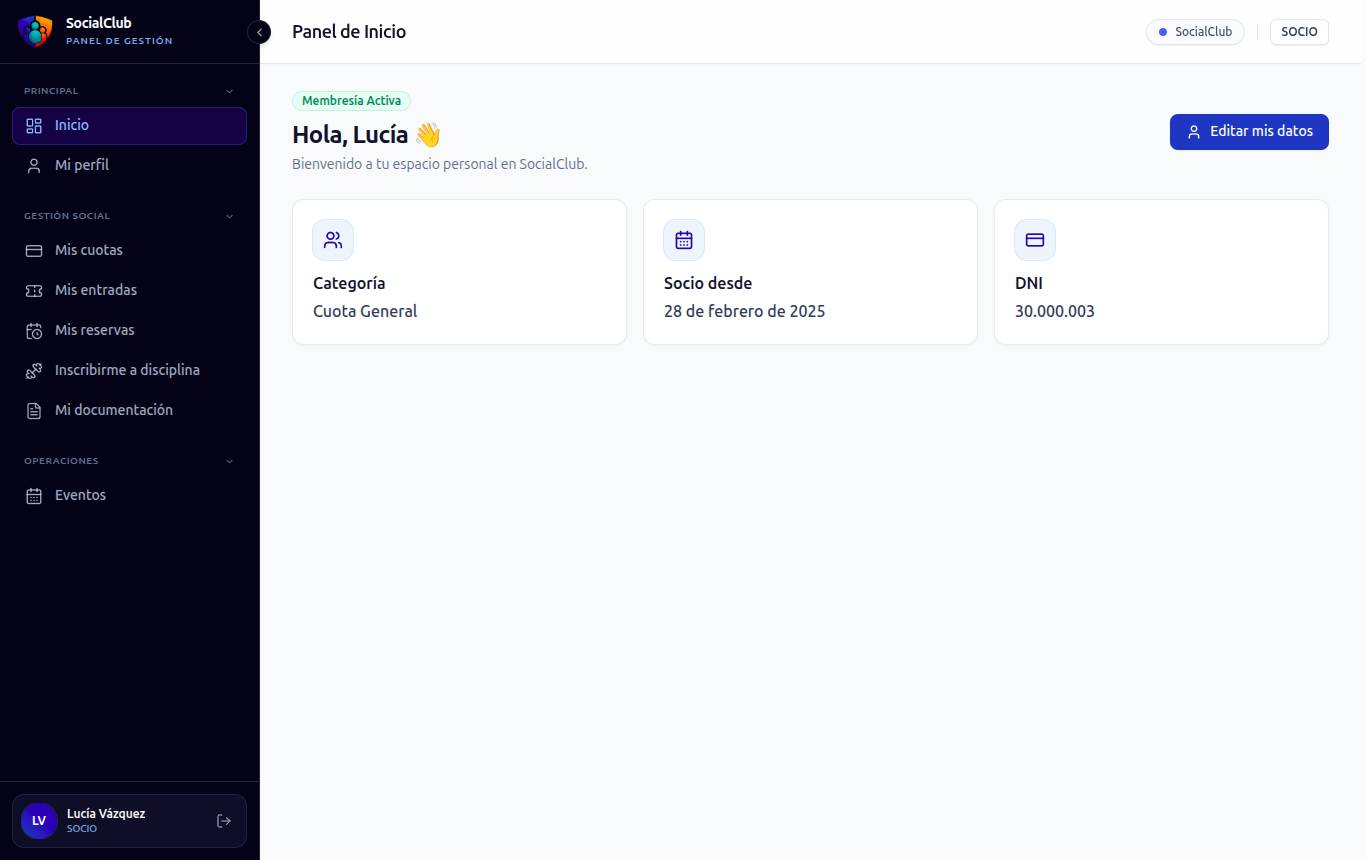 SocialClub
PANEL DE GESTIÓN
PRINCIPAL
Inicio
Mi perfil
GESTIÓN SOCIAL
Mis cuotas
Mis entradas
Mis reservas
Inscribirme a disciplina
Mi documentación
OPERACIONES
Eventos
LV
Lucía Vázquez
SOCIO
Panel de Inicio
SocialClub
SOCIO
Membresía Activa
Hola, Lucía 👋
Bienvenido a tu espacio personal en SocialClub.
Editar mis datos
Categoría
Cuota General
Socio desde
28 de febrero de 2025
DNI
30.000.003